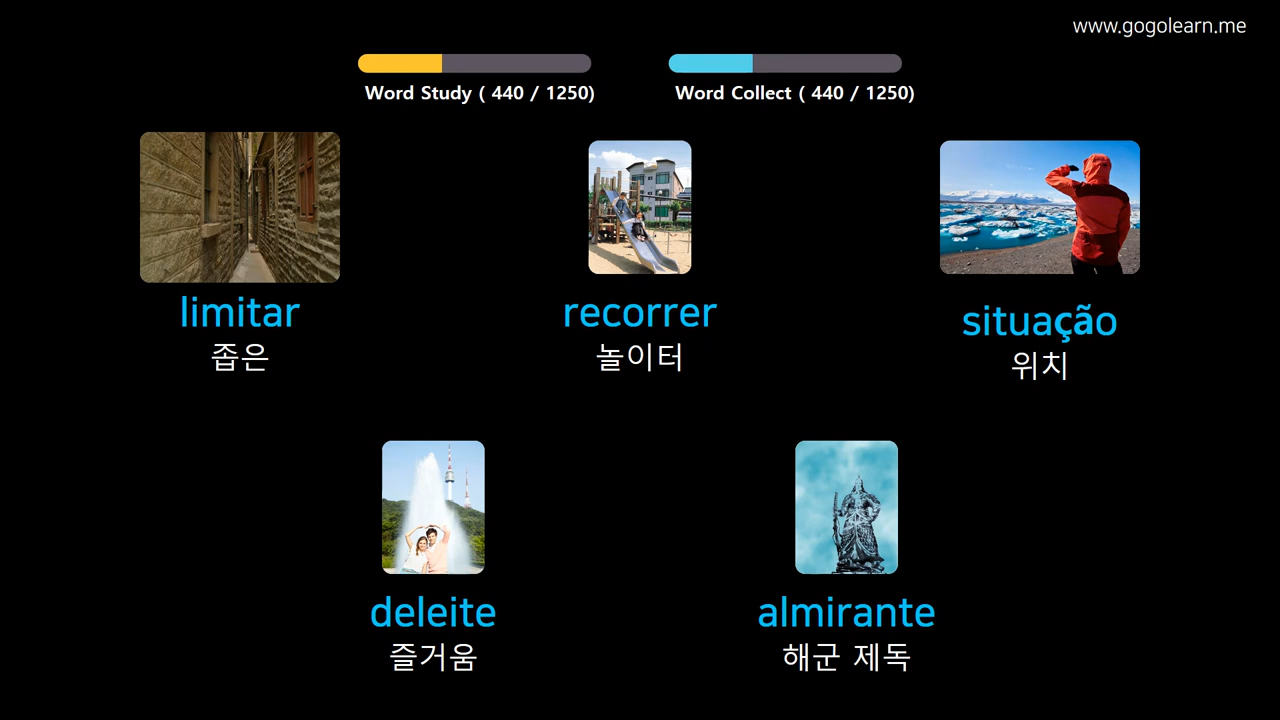 www.gogolearn.me
Word Study ( 440 / 1250)
Word Collect ( 440 / 1250)
limitar
좁은
recorrer
놀이터
situação
위치
deleite
즐거움
almirante
해군 제독